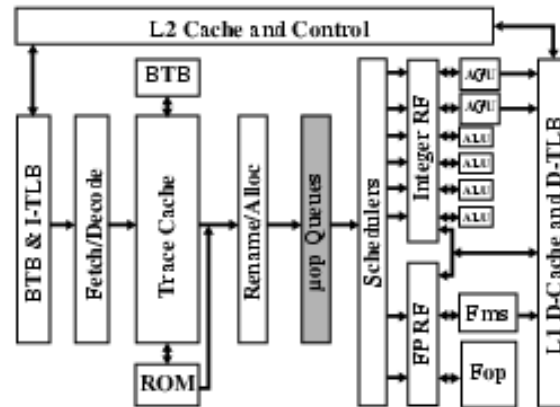 L2 Cache and Control
BTB
BTB & I-TLB
Fetch/Decode
Trace Cache
ROM
Rename/Alloc
µop Queues
Schedulers
Integer RF
FP RF
AGU
AGU
ALU
ALU
ALU
ALU
Fms
Fop
L1 D-Cache and D-TLB